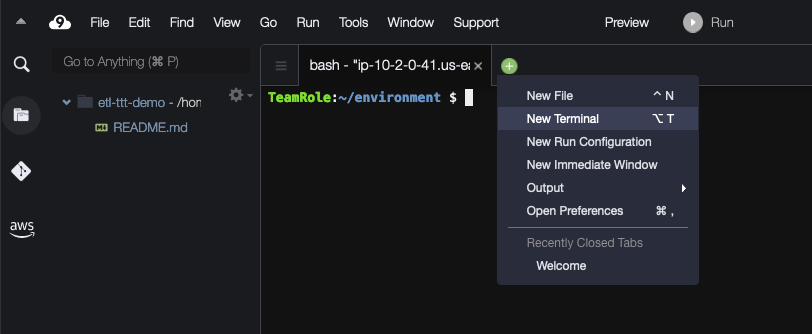 9 File Edit Find View Go Run Tools Window Support Preview Run
Go to Anything (⌘ P)
bash - "ip-10-2-0-41.us-ea
etl-ttt-demo - /hom
README.md
TeamRole:~/environment $
New File ^ N
New Terminal ⌥ T
New Run Configuration
New Immediate Window
Output
Open Preferences ⌘ ,
Recently Closed Tabs
Welcome
aws